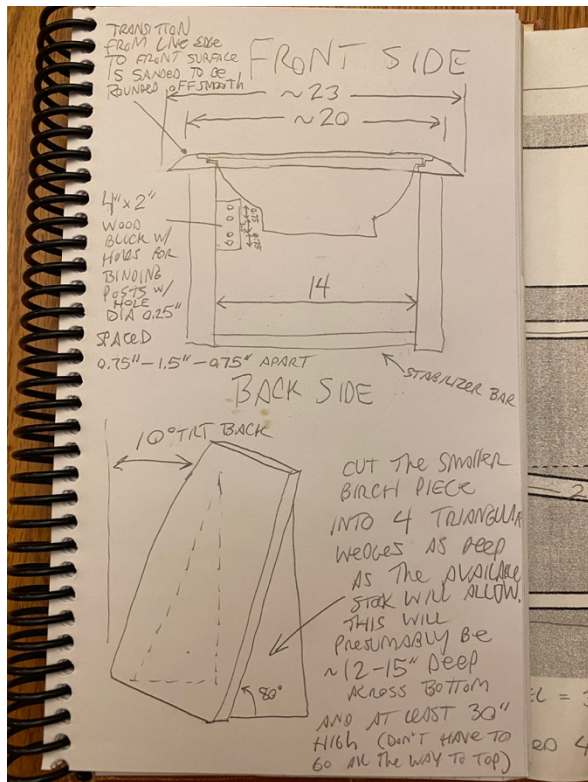 TRANSITION
FROM LIVE EDGE
TO FRONT SURFACE
IS SANDED TO BE
ROUNDED OFF SMOOTH
FRONT SIDE
~23
~20
4" x 2"
WOOD
BLOCK W/
HOLES FOR
BINDING
POSTS W/
HOLE
DIA 0.25"
SPACED
0.75" - 1.5" - 0.75" APART
14
STABILIZER BAR
BACK SIDE
10° TILT BACK
80°
CUT THE SMALLER
BIRCH PIECE
INTO 4 TRIANGULAR
WEDGES AS DEEP
AS THE AVAILABLE
STOCK WILL ALLOW.
THIS WILL
PRESUMABLY BE
~12-15" DEEP
ACROSS BOTTOM
AND AT LEAST 30"
HIGH (DON'T HAVE TO
GO ALL THE WAY TO TOP)